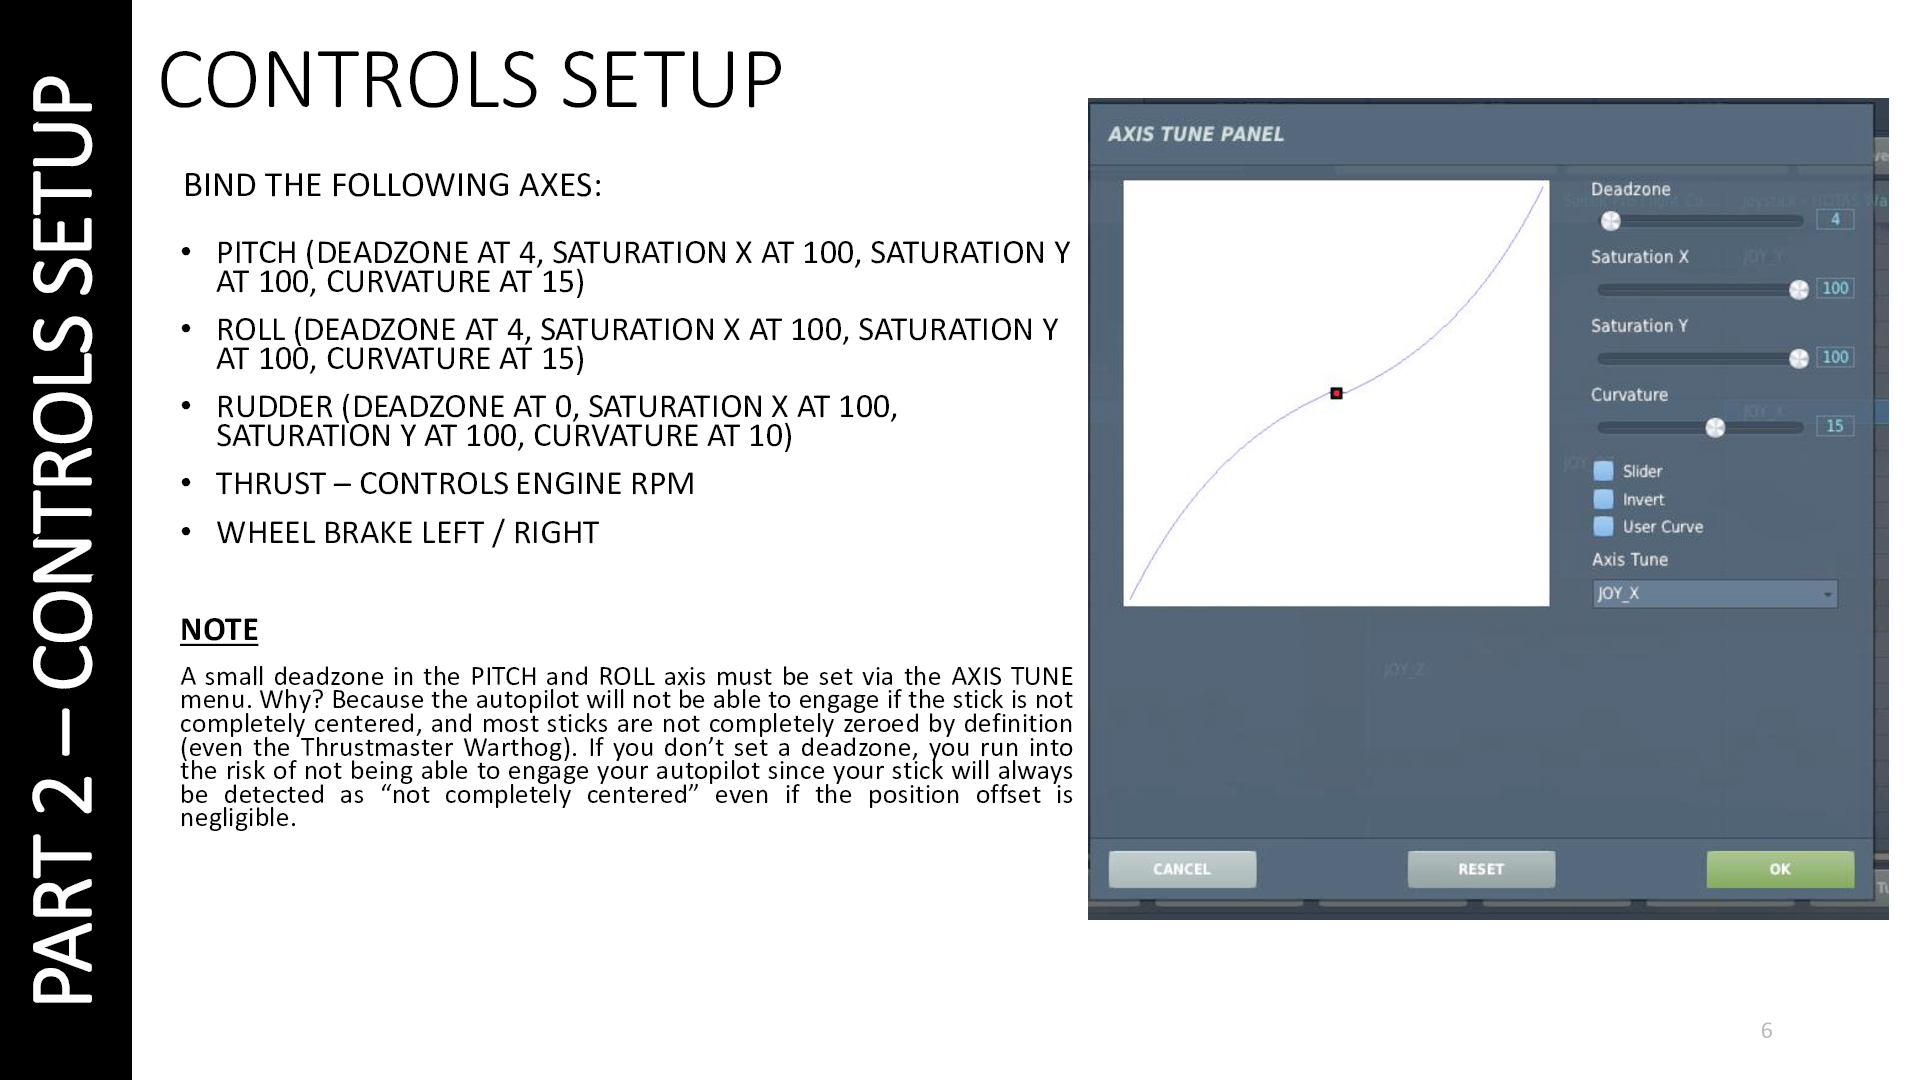 PART 2 – CONTROLS SETUP
CONTROLS SETUP
BIND THE FOLLOWING AXES:
• PITCH (DEADZONE AT 4, SATURATION X AT 100, SATURATION Y
AT 100, CURVATURE AT 15)
• ROLL (DEADZONE AT 4, SATURATION X AT 100, SATURATION Y
AT 100, CURVATURE AT 15)
• RUDDER (DEADZONE AT 0, SATURATION X AT 100,
SATURATION Y AT 100, CURVATURE AT 10)
• THRUST – CONTROLS ENGINE RPM
• WHEEL BRAKE LEFT / RIGHT
NOTE
A small deadzone in the PITCH and ROLL axis must be set via the AXIS TUNE
menu. Why? Because the autopilot will not be able to engage if the stick is not
completely centered, and most sticks are not completely zeroed by definition
(even the Thrustmaster Warthog). If you don’t set a deadzone, you run into
the risk of not being able to engage your autopilot since your stick will always
be detected as “not completely centered” even if the position offset is
negligible.
AXIS TUNE PANEL
Deadzone
4
Saturation X
JOY_Y
100
Saturation Y
100
Curvature
JOY_X
15
Slider
Invert
User Curve
Axis Tune
JOY_X
JOY_Z
CANCEL
RESET
OK
6